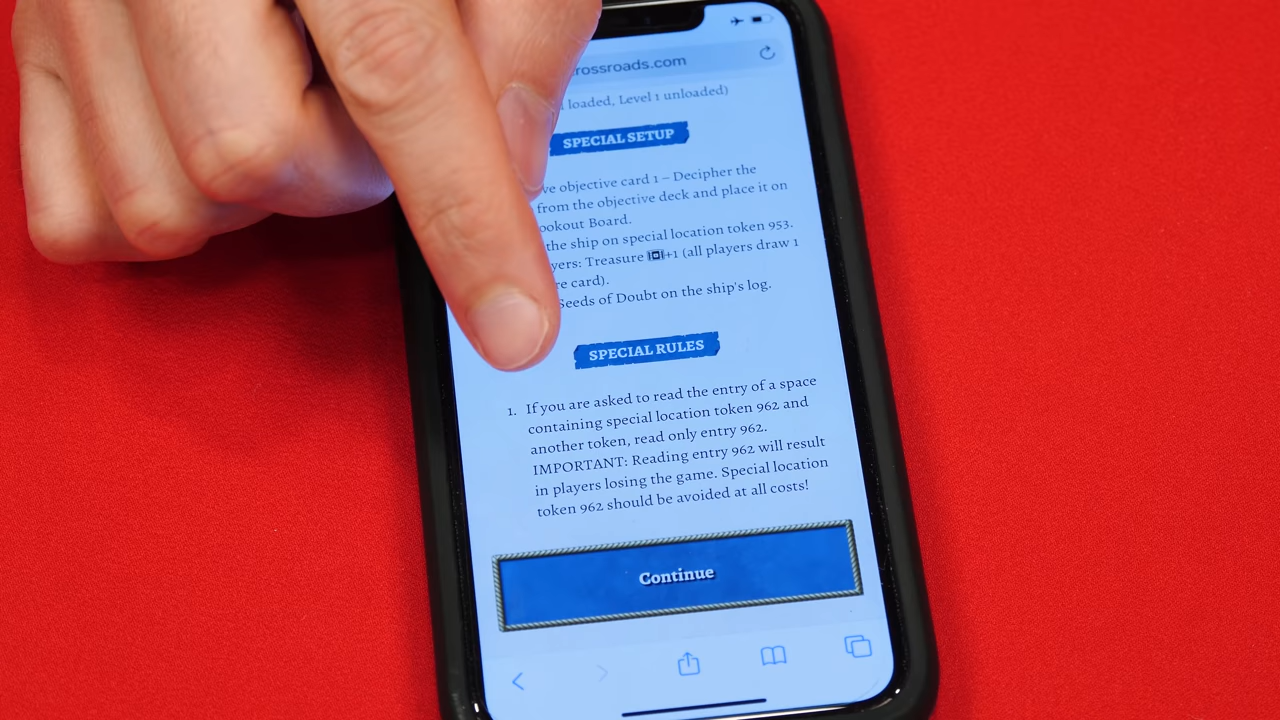 rossroads.com
loaded, Level 1 unloaded)
SPECIAL SETUP
objective card 1 – Decipher the
from the objective deck and place it on
Board.
the ship on special location token 953.
Treasure +1 (all players draw 1
card).
Seeds of Doubt on the ship's log.
SPECIAL RULES
1. If you are asked to read the entry of a space
containing special location token 962 and
another token, read only entry 962.
IMPORTANT: Reading entry 962 will result
in players losing the game. Special location
token 962 should be avoided at all costs!
Continue